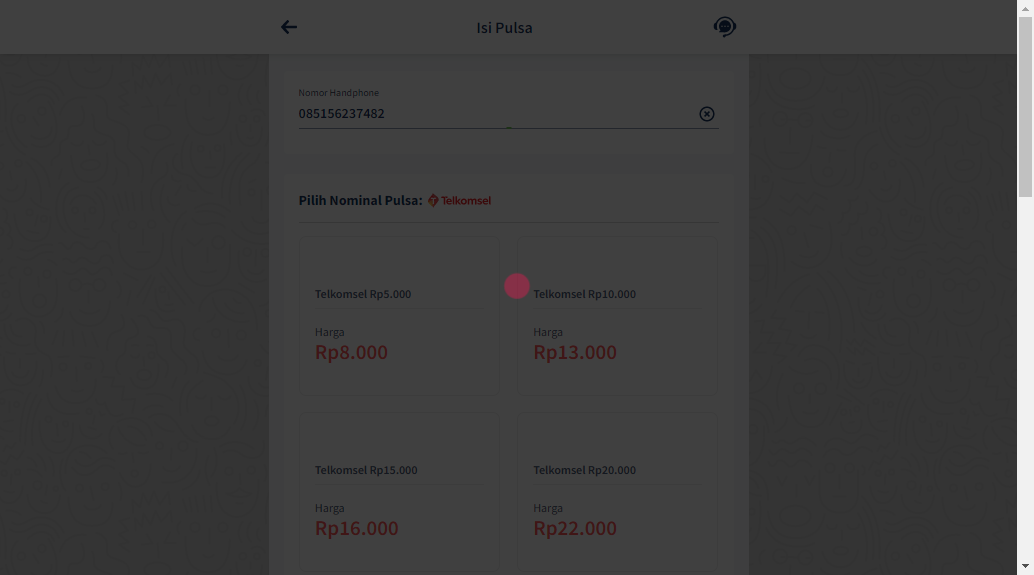 Isi Pulsa
Nomor Handphone
085156237482
Pilih Nominal Pulsa: Telkomsel
Telkomsel Rp5.000
Harga
Rp8.000
Telkomsel Rp10.000
Harga
Rp13.000
Telkomsel Rp15.000
Harga
Rp16.000
Telkomsel Rp20.000
Harga
Rp22.000